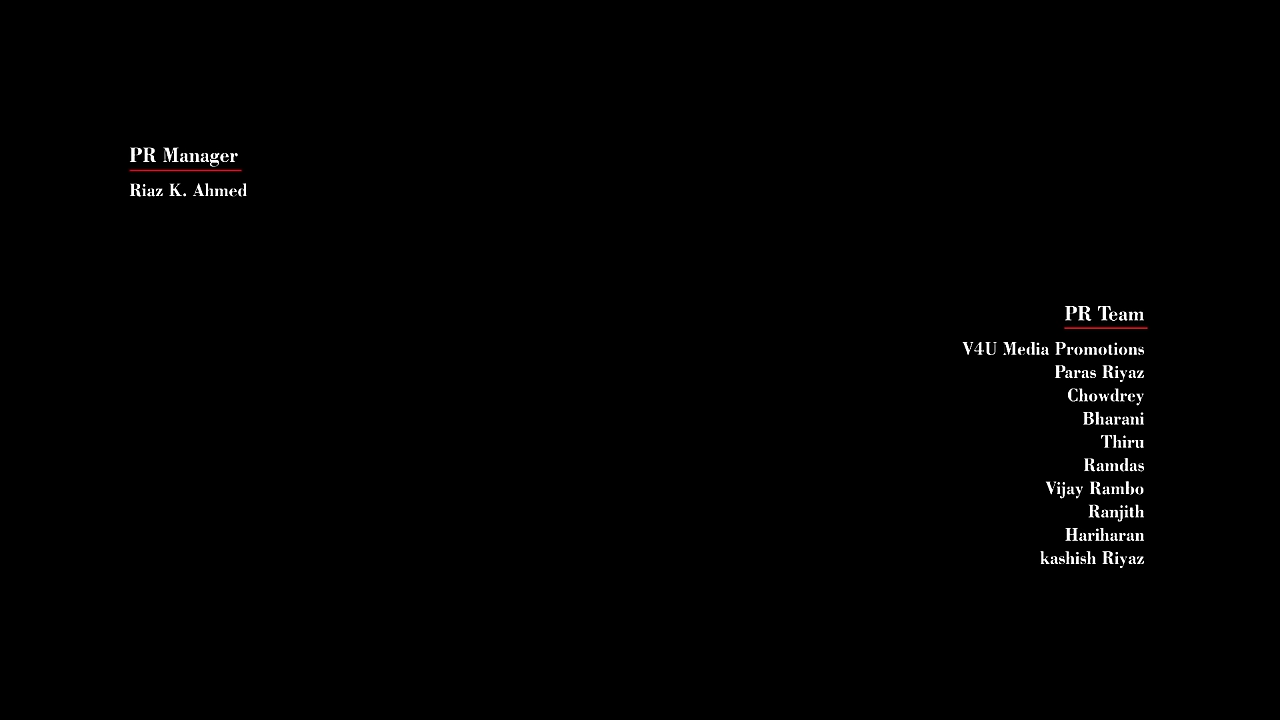 PR Manager
Riaz K. Ahmed
PR Team
V4U Media Promotions
Paras Riyaz
Chowdrey
Bharani
Thiru
Ramdas
Vijay Rambo
Ranjith
Hariharan
kashish Riyaz